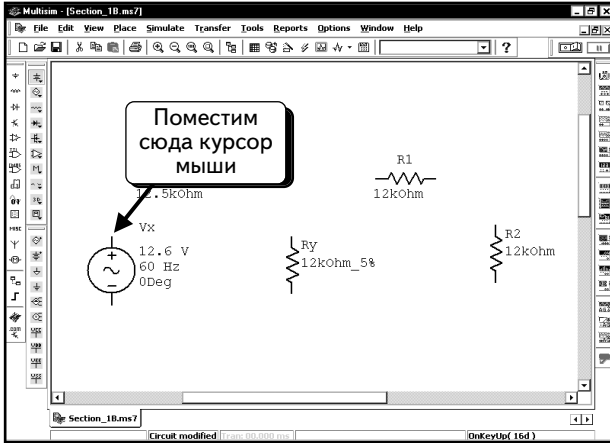 Multisim - [Section_1B.ms7]
File Edit View Place Simulate Transfer Tools Reports Options Window Help
Поместим
сюда курсор
мыши
R1
12.5kOhm
12kOhm
Vx
12.6 V
60 Hz
0Deg
Ry
12kOhm_5%
R2
12kOhm
Section_1B.ms7
Circuit modified
Tran: 00.000 ms
OnKeyUp( 16d )